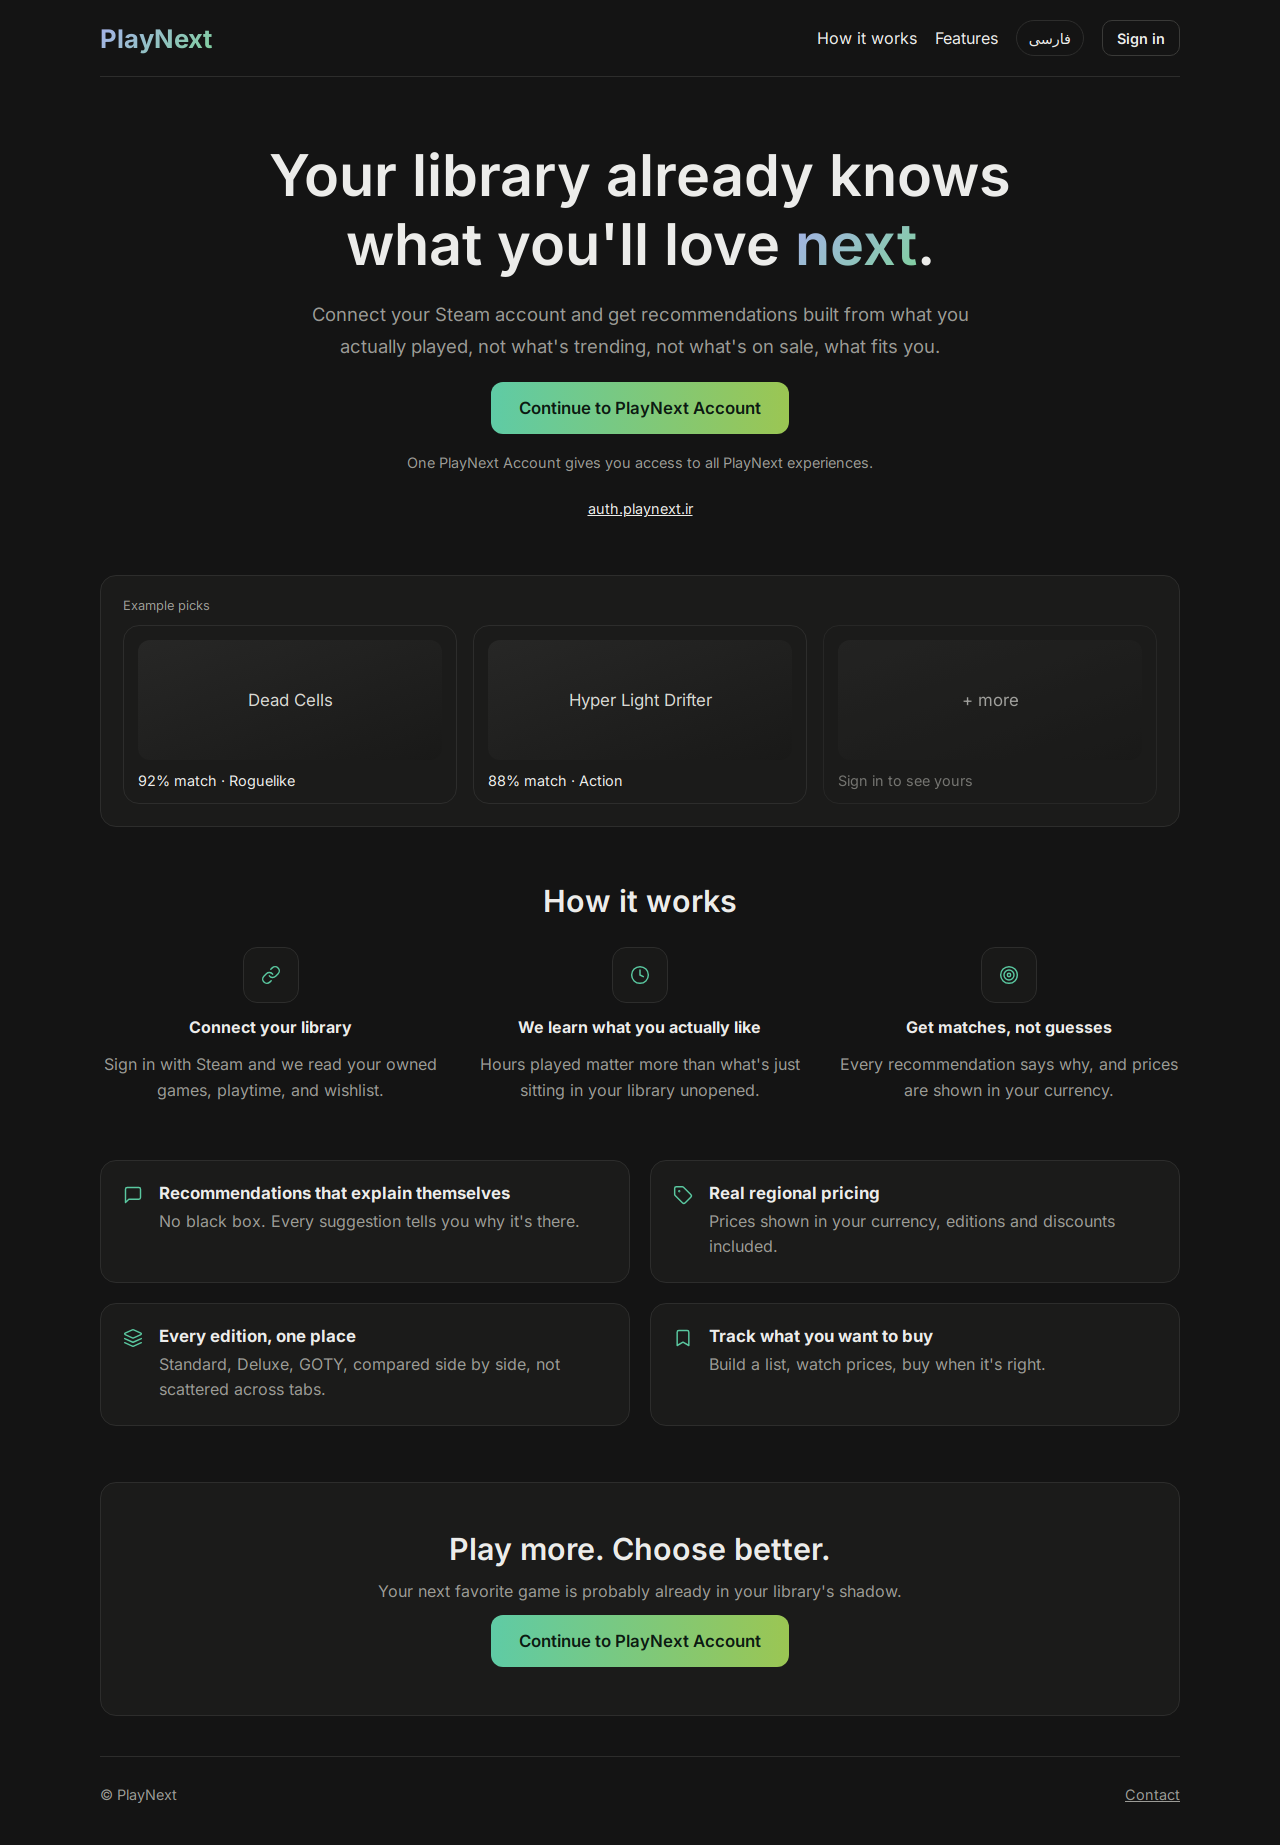 PlayNext
How it works
Features
فارسی
Sign in
Your library already knows
what you'll love next.
Connect your Steam account and get recommendations built from what you
actually played, not what's trending, not what's on sale, what fits you.
Continue to PlayNext Account
One PlayNext Account gives you access to all PlayNext experiences.
auth.playnext.ir
Example picks
Dead Cells
92% match · Roguelike
Hyper Light Drifter
88% match · Action
+ more
Sign in to see yours
How it works
Connect your library
Sign in with Steam and we read your owned
games, playtime, and wishlist.
We learn what you actually like
Hours played matter more than what's just
sitting in your library unopened.
Get matches, not guesses
Every recommendation says why, and prices
are shown in your currency.
Recommendations that explain themselves
No black box. Every suggestion tells you why it's there.
Real regional pricing
Prices shown in your currency, editions and discounts
included.
Every edition, one place
Standard, Deluxe, GOTY, compared side by side, not
scattered across tabs.
Track what you want to buy
Build a list, watch prices, buy when it's right.
Play more. Choose better.
Your next favorite game is probably already in your library's shadow.
Continue to PlayNext Account
© PlayNext
Contact